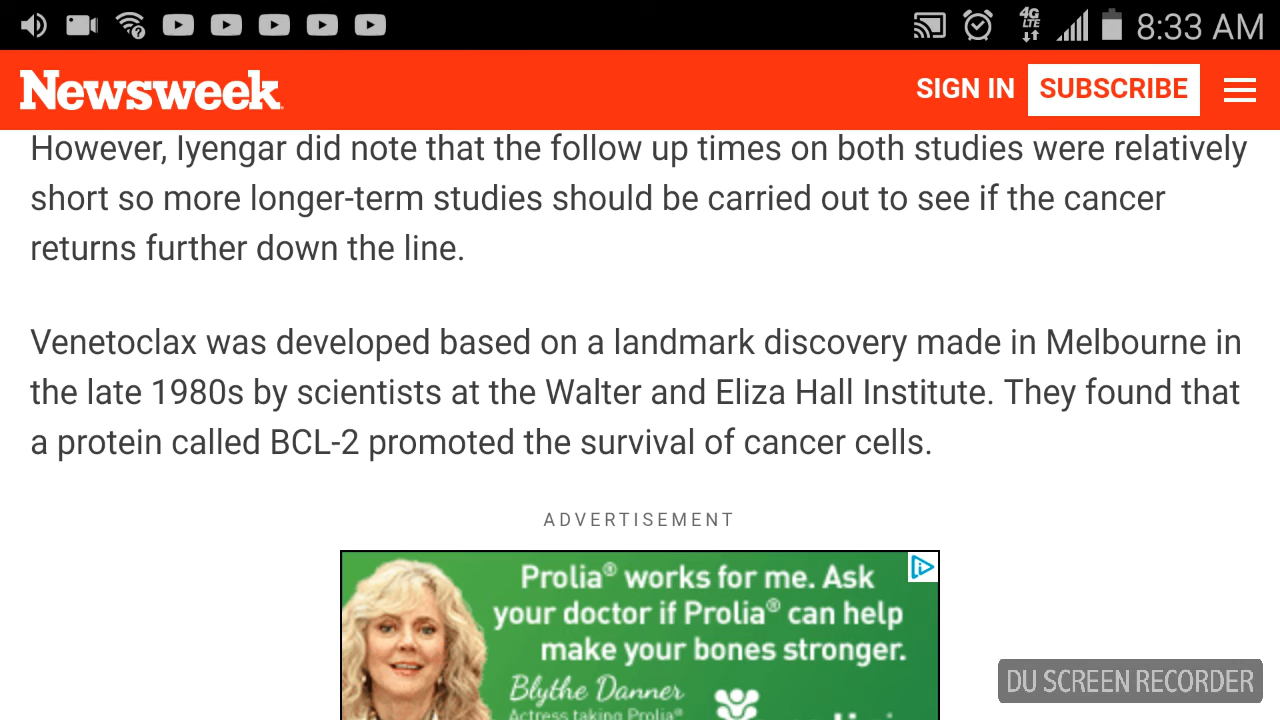 8:33 AM
4G
LTE
Newsweek
SIGN IN SUBSCRIBE
However, Iyengar did note that the follow up times on both studies were relatively
short so more longer-term studies should be carried out to see if the cancer
returns further down the line.
Venetoclax was developed based on a landmark discovery made in Melbourne in
the late 1980s by scientists at the Walter and Eliza Hall Institute. They found that
a protein called BCL-2 promoted the survival of cancer cells.
ADVERTISEMENT
Prolia® works for me. Ask
your doctor if Prolia® can help
make your bones stronger.
Blythe Danner
Actress taking Prolia®
DU SCREEN RECORDER